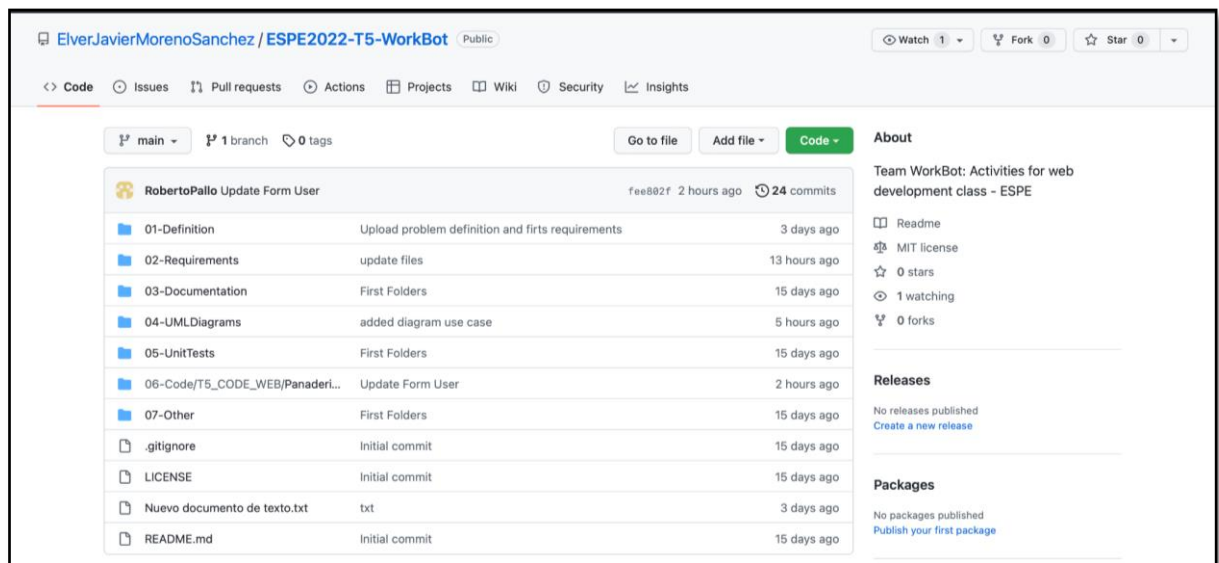 ElverJavierMorenoSanchez / ESPE2022-T5-WorkBot Public
Watch 1 Fork 0 Star 0
<> Code Issues Pull requests Actions Projects Wiki Security Insights
main 1 branch 0 tags Go to file Add file Code
RobertoPallo Update Form User fee802f 2 hours ago 24 commits
01-Definition Upload problem definition and firts requirements 3 days ago
02-Requirements update files 13 hours ago
03-Documentation First Folders 15 days ago
04-UMLDiagrams added diagram use case 5 hours ago
05-UnitTests First Folders 15 days ago
06-Code/T5_CODE_WEB/Panaderi... Update Form User 2 hours ago
07-Other First Folders 15 days ago
.gitignore Initial commit 15 days ago
LICENSE Initial commit 15 days ago
Nuevo documento de texto.txt txt 3 days ago
README.md Initial commit 15 days ago
About
Team WorkBot: Activities for web
development class - ESPE
Readme
MIT license
0 stars
1 watching
0 forks
Releases
No releases published
Create a new release
Packages
No packages published
Publish your first package